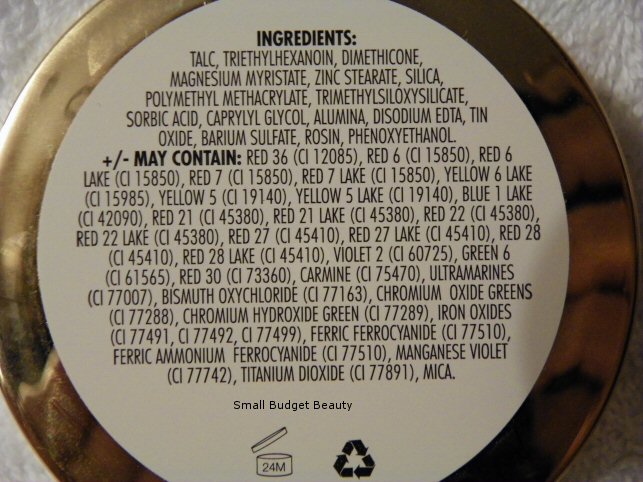 INGREDIENTS:
TALC, TRIETHYLHEXANOIN, DIMETHICONE,
MAGNESIUM MYRISTATE, ZINC STEARATE, SILICA,
POLYMETHYL METHACRYLATE, TRIMETHYLSILOXYSILICATE,
SORBIC ACID, CAPRYLYL GLYCOL, ALUMINA, DISODIUM EDTA, TIN
OXIDE, BARIUM SULFATE, ROSIN, PHENOXYETHANOL.
+/- MAY CONTAIN: RED 36 (CI 12085), RED 6 (CI 15850), RED 6
LAKE (CI 15850), RED 7 (CI 15850), RED 7 LAKE (CI 15850), YELLOW 6 LAKE
(CI 15985), YELLOW 5 (CI 19140), YELLOW 5 LAKE (CI 19140), BLUE 1 LAKE
(CI 42090), RED 21 (CI 45380), RED 21 LAKE (CI 45380), RED 22 (CI 45380),
RED 22 LAKE (CI 45380), RED 27 (CI 45410), RED 27 LAKE (CI 45410), RED 28
(CI 45410), RED 28 LAKE (CI 45410), VIOLET 2 (CI 60725), GREEN 6
(CI 61565), RED 30 (CI 73360), CARMINE (CI 75470), ULTRAMARINES
(CI 77007), BISMUTH OXYCHLORIDE (CI 77163), CHROMIUM OXIDE GREENS
(CI 77288), CHROMIUM HYDROXIDE GREEN (CI 77289), IRON OXIDES
(CI 77491, CI 77492, CI 77499), FERRIC FERROCYANIDE (CI 77510),
FERRIC AMMONIUM FERROCYANIDE (CI 77510), MANGANESE VIOLET
(CI 77742), TITANIUM DIOXIDE (CI 77891), MICA.
Small Budget Beauty
24M